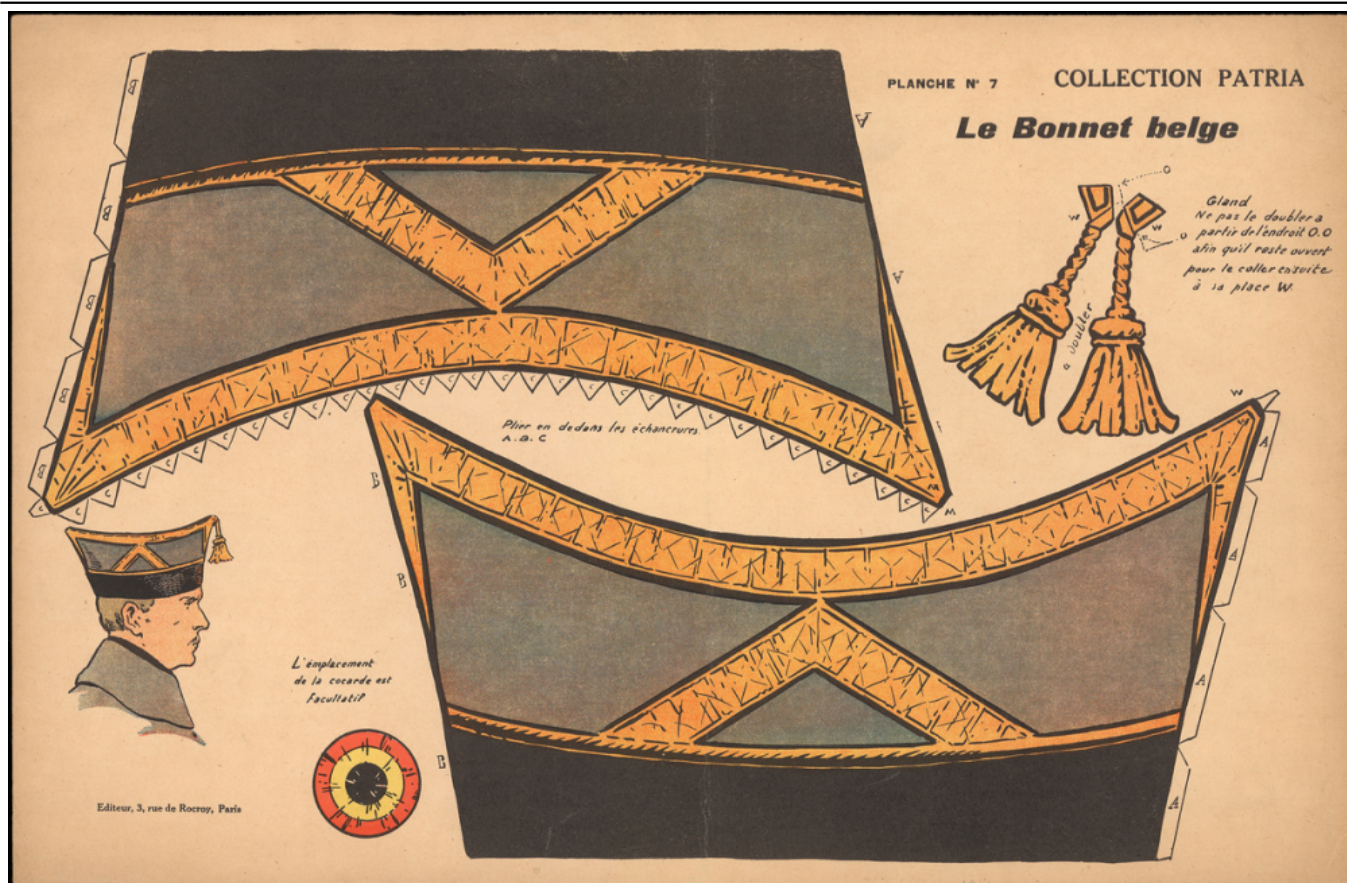 PLANCHE N° 7
COLLECTION PATRIA
Le Bonnet belge
Gland
Ne pas le doubler a
partir de l'endroit O.O
afin qu'il reste ouvert
pour le coller ensuite
à sa place W.
O
W
W
O
à doubler
B
B
B
B
B
A
A
Plier en dedans les échancrures.
A. B. C
M
W
B
B
B
A
A
A
A
L'émplacement
de la cocarde est
Facultatif
Editeur, 3, rue de Rocroy, Paris